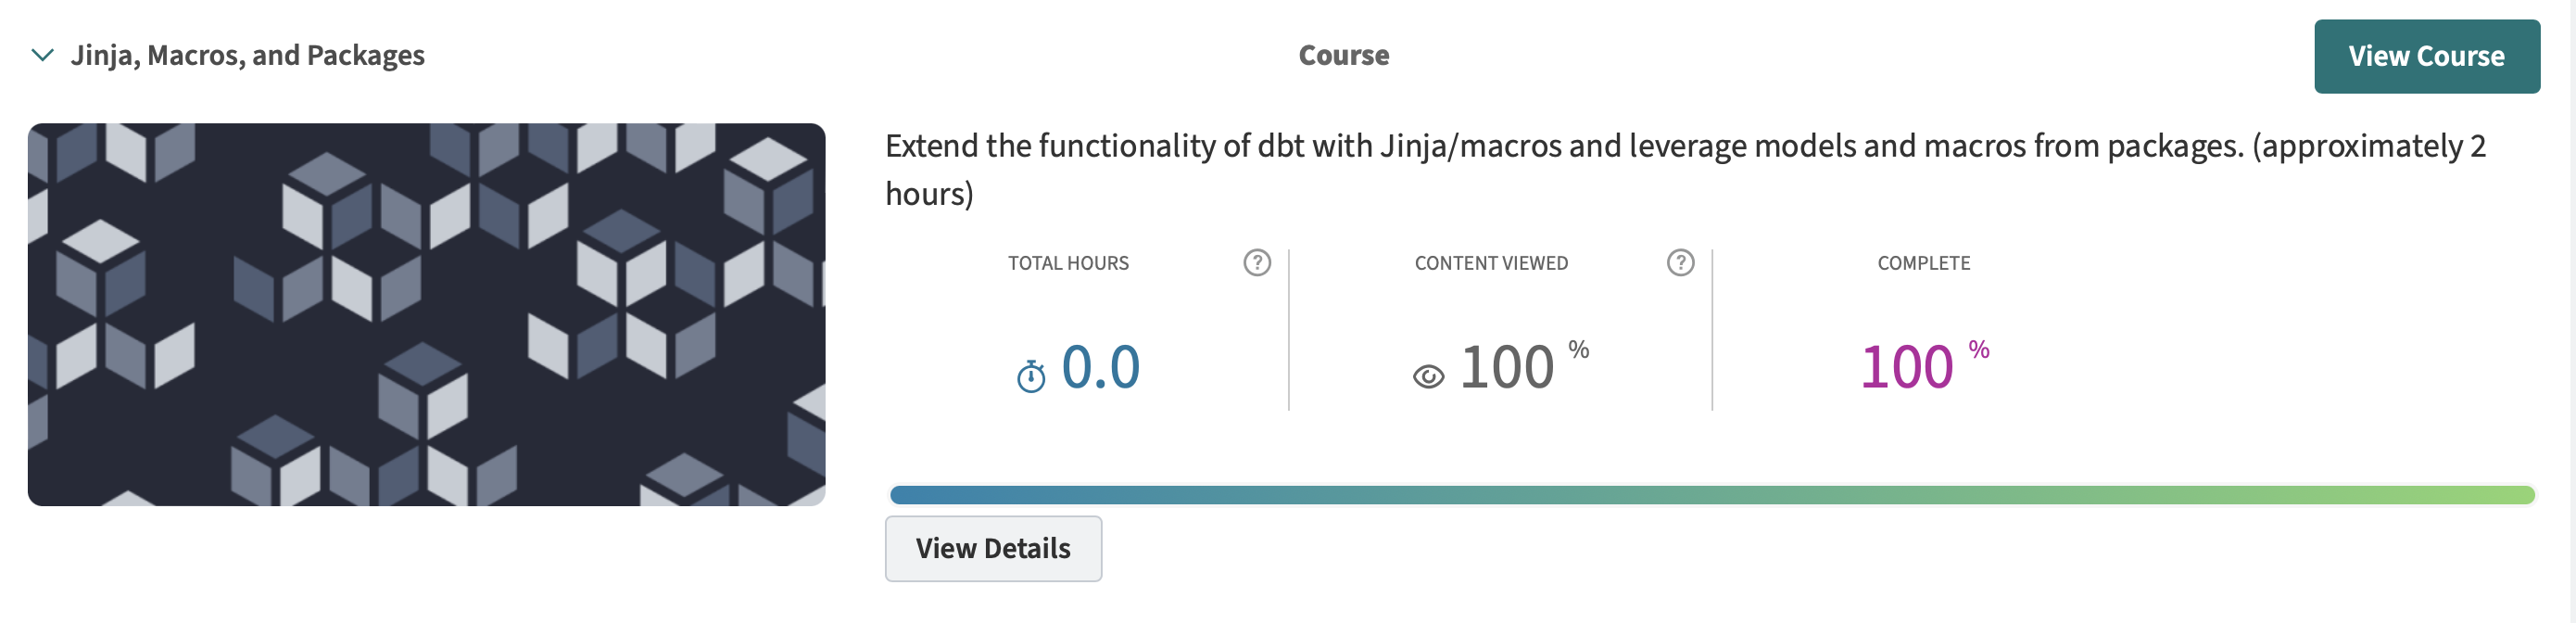 Jinja, Macros, and Packages
Course
View Course
Extend the functionality of dbt with Jinja/macros and leverage models and macros from packages. (approximately 2
hours)
TOTAL HOURS
?
CONTENT VIEWED
?
COMPLETE
0.0
100 %
100 %
View Details